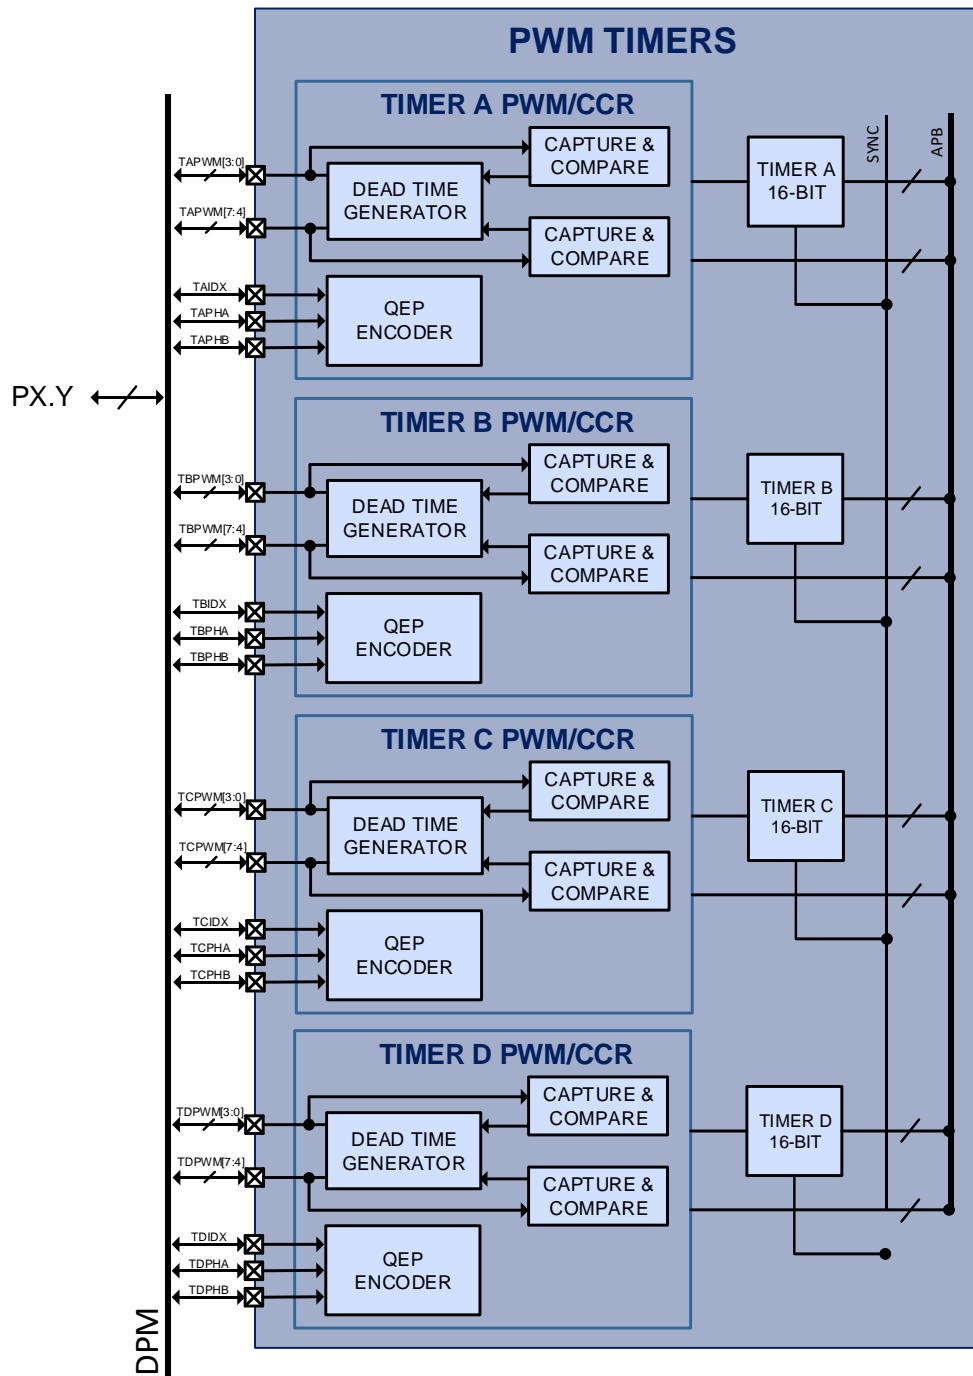 PWM TIMERS
TIMER A PWM/CCR
SYNC
APB
TAPWM[3:0]
TAPWM[7:4]
DEAD TIME
GENERATOR
CAPTURE &
COMPARE
CAPTURE &
COMPARE
TIMER A
16-BIT
TAIDX
TAPHA
TAPHB
QEP
ENCODER
PX.Y
TIMER B PWM/CCR
TBPWM[3:0]
TBPWM[7:4]
DEAD TIME
GENERATOR
CAPTURE &
COMPARE
CAPTURE &
COMPARE
TIMER B
16-BIT
TBIDX
TBPHA
TBPHB
QEP
ENCODER
TIMER C PWM/CCR
TCPWM[3:0]
TCPWM[7:4]
DEAD TIME
GENERATOR
CAPTURE &
COMPARE
CAPTURE &
COMPARE
TIMER C
16-BIT
TCIDX
TCPHA
TCPHB
QEP
ENCODER
TIMER D PWM/CCR
TDPWM[3:0]
TDPWM[7:4]
DEAD TIME
GENERATOR
CAPTURE &
COMPARE
CAPTURE &
COMPARE
TIMER D
16-BIT
TDIDX
TDPHA
TDPHB
QEP
ENCODER
DPM